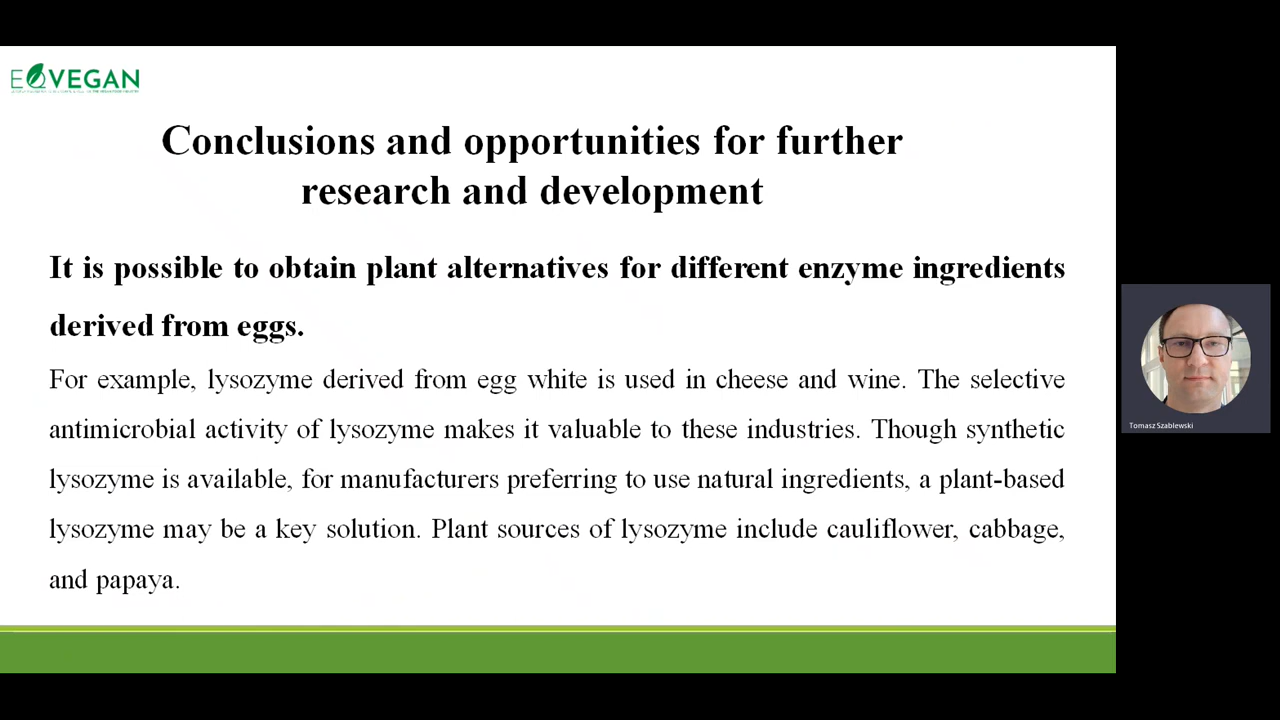 EQVEGAN
Conclusions and opportunities for further
research and development
It is possible to obtain plant alternatives for different enzyme ingredients
derived from eggs.
For example, lysozyme derived from egg white is used in cheese and wine. The selective
antimicrobial activity of lysozyme makes it valuable to these industries. Though synthetic
lysozyme is available, for manufacturers preferring to use natural ingredients, a plant-based
lysozyme may be a key solution. Plant sources of lysozyme include cauliflower, cabbage,
and papaya.
Tomasz Szablewski